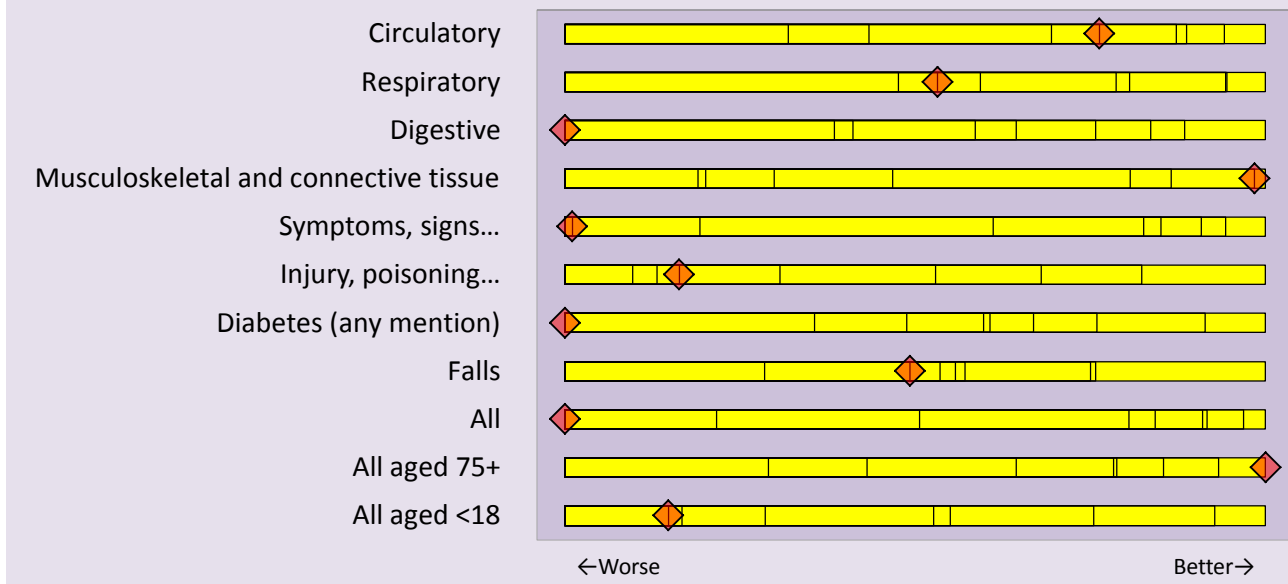 Circulatory
Respiratory
Digestive
Musculoskeletal and connective tissue
Symptoms, signs…
Injury, poisoning…
Diabetes (any mention)
Falls
All
All aged 75+
All aged <18
←Worse Better→